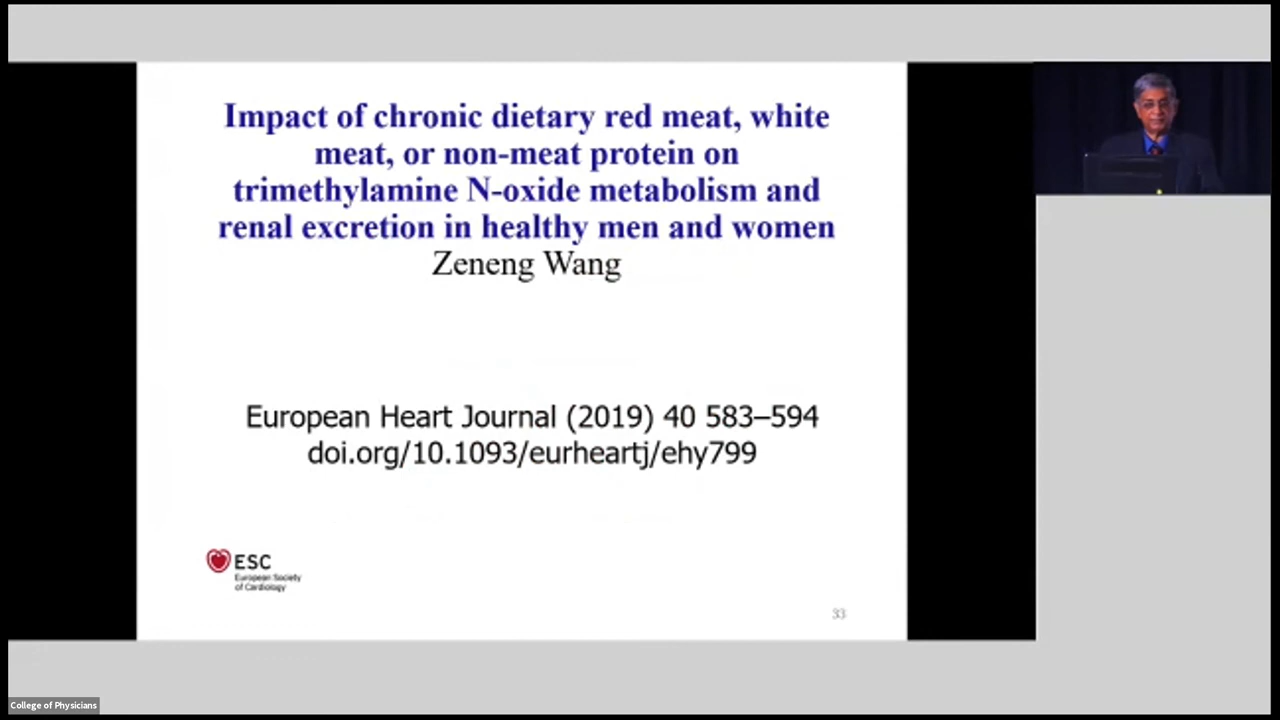 Impact of chronic dietary red meat, white
meat, or non-meat protein on
trimethylamine N-oxide metabolism and
renal excretion in healthy men and women
Zeneng Wang
European Heart Journal (2019) 40 583–594
doi.org/10.1093/eurheartj/ehy799
ESC
European Society
of Cardiology
33
College of Physicians